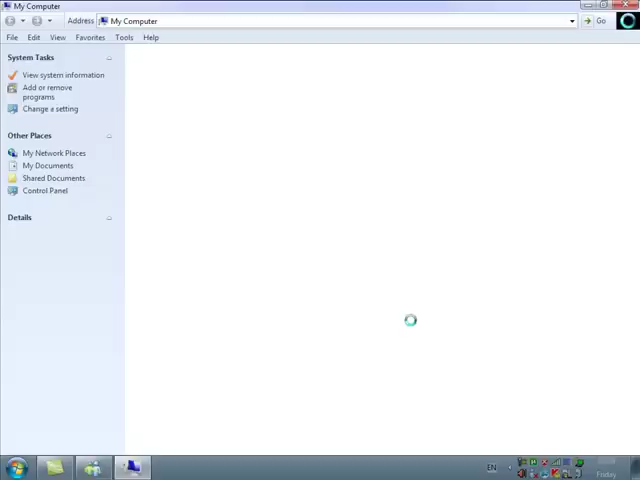 My Computer
Address My Computer Go
File Edit View Favorites Tools Help
System Tasks
View system information
Add or remove
programs
Change a setting
Other Places
My Network Places
My Documents
Shared Documents
Control Panel
Details
EN
Friday